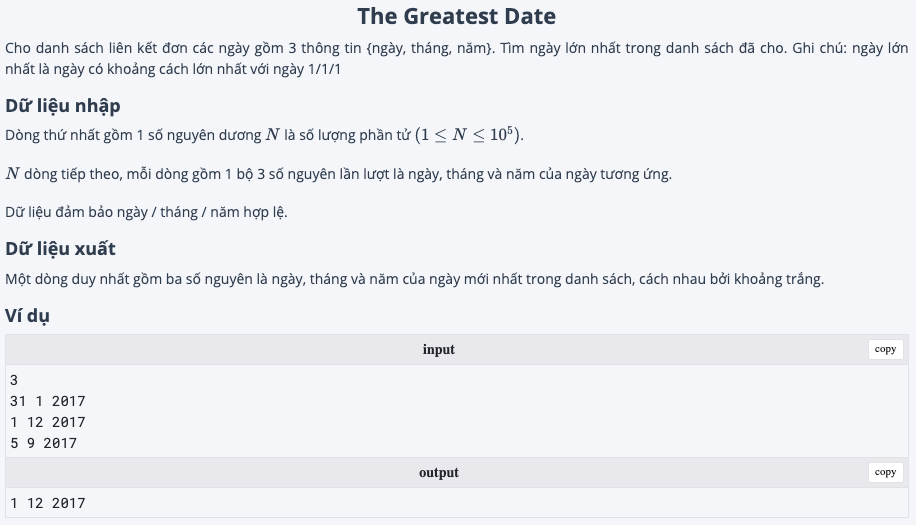 The Greatest Date
Cho danh sách liên kết đơn các ngày gồm 3 thông tin {ngày, tháng, năm}. Tìm ngày lớn nhất trong danh sách đã cho. Ghi chú: ngày lớn
nhất là ngày có khoảng cách lớn nhất với ngày 1/1/1
Dữ liệu nhập
Dòng thứ nhất gồm 1 số nguyên dương N là số lượng phần tử (1 ≤ N ≤ 10⁵).
N dòng tiếp theo, mỗi dòng gồm 1 bộ 3 số nguyên lần lượt là ngày, tháng và năm của ngày tương ứng.
Dữ liệu đảm bảo ngày / tháng / năm hợp lệ.
Dữ liệu xuất
Một dòng duy nhất gồm ba số nguyên là ngày, tháng và năm của ngày mới nhất trong danh sách, cách nhau bởi khoảng trắng.
Ví dụ
input copy
3
31 1 2017
1 12 2017
5 9 2017
output copy
1 12 2017